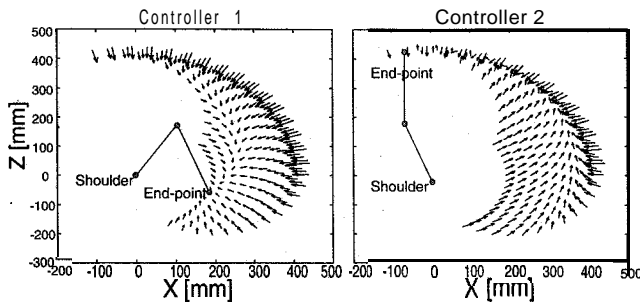 Controller 1
Controller 2
500
400
300
200
100
0
-100
-200
-300
Z [mm]
Shoulder
End-point
-200 -100 0 100 200 300 400 500
X [mm]
End-point
Shoulder
-200 -100 0 100 200 300 400 500
X [mm]